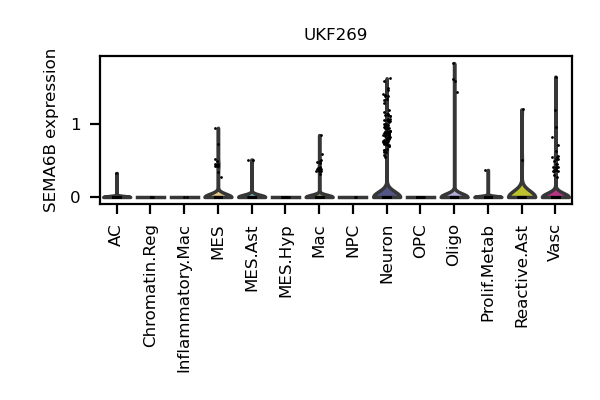 UKF269
SEMA6B expression
1
0
AC
Chromatin.Reg
Inflammatory.Mac
MES
MES.Ast
MES.Hyp
Mac
NPC
Neuron
OPC
Oligo
Prolif.Metab
Reactive.Ast
Vasc